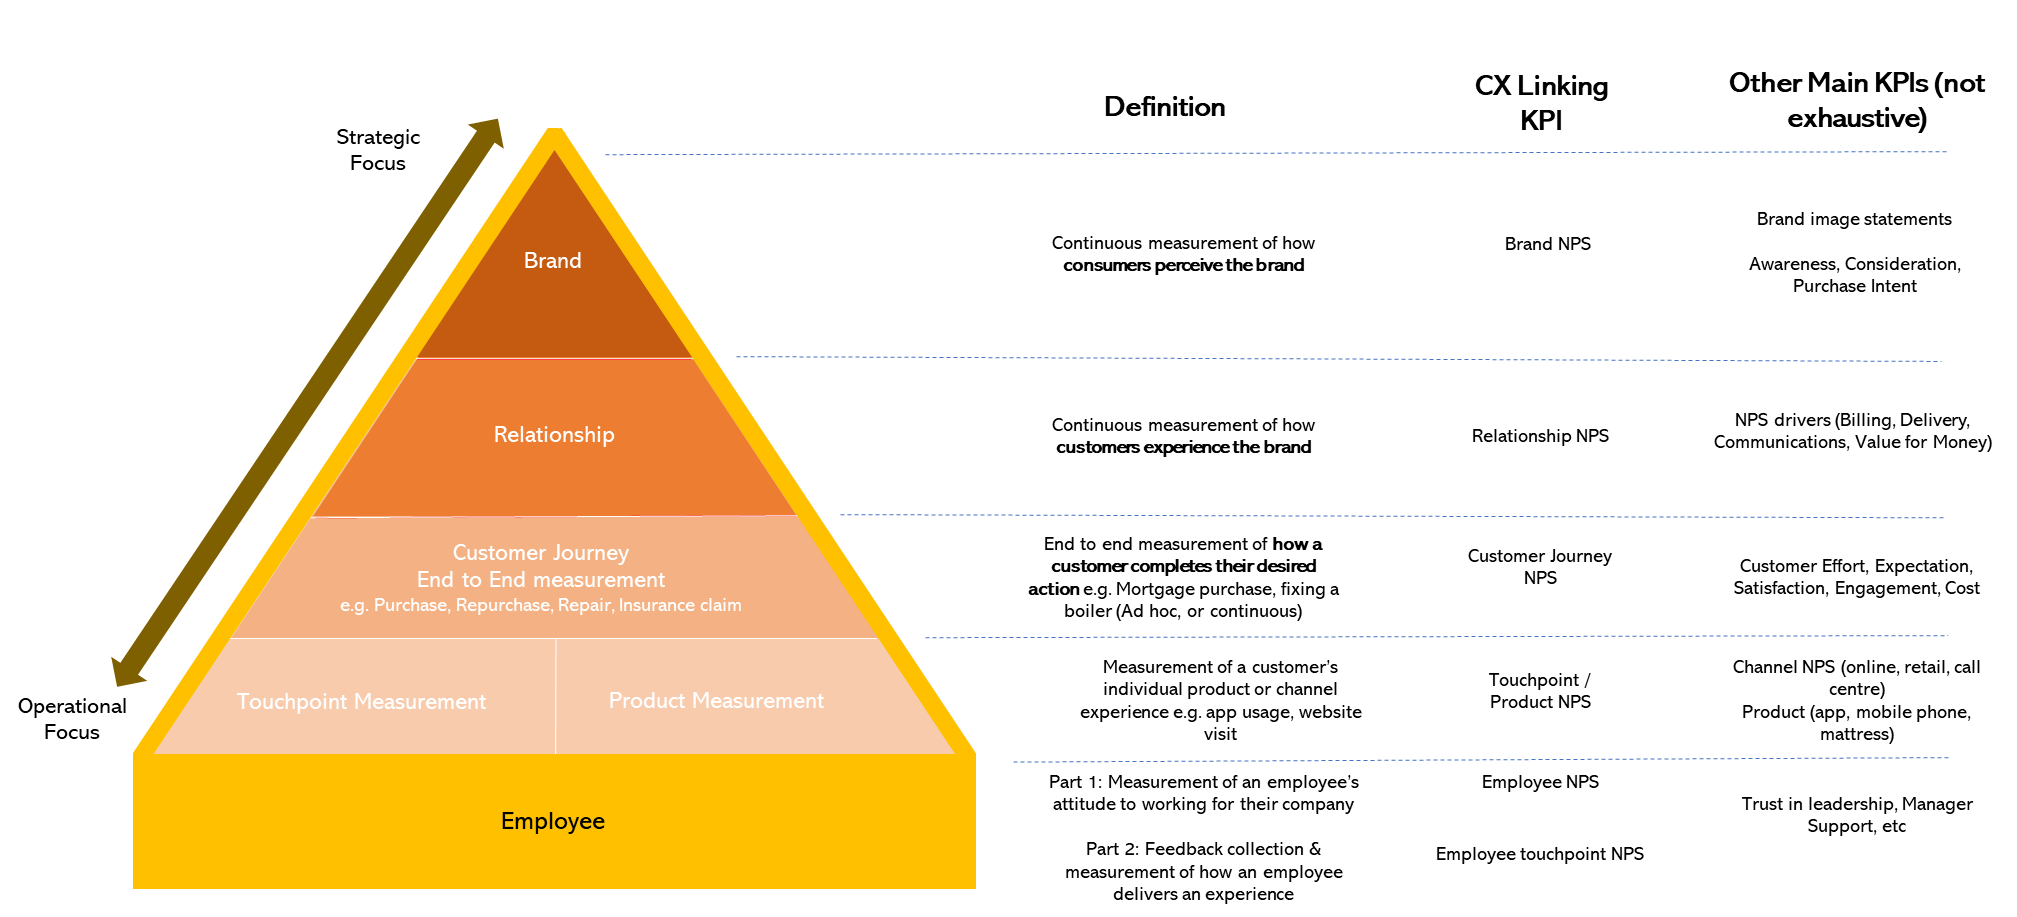 Definition
CX Linking
KPI
Other Main KPIs (not
exhaustive)
Strategic
Focus
Brand
Continuous measurement of how
consumers perceive the brand
Brand NPS
Brand image statements
Awareness, Consideration,
Purchase Intent
Relationship
Continuous measurement of how
customers experience the brand
Relationship NPS
NPS drivers (Billing, Delivery,
Communications, Value for Money)
Customer Journey
End to End measurement
e.g. Purchase, Repurchase, Repair, Insurance claim
End to end measurement of how a
customer completes their desired
action e.g. Mortgage purchase, fixing a
boiler (Ad hoc, or continuous)
Customer Journey
NPS
Customer Effort, Expectation,
Satisfaction, Engagement, Cost
Operational
Focus
Touchpoint Measurement
Product Measurement
Measurement of a customer's
individual product or channel
experience e.g. app usage, website
visit
Touchpoint /
Product NPS
Channel NPS (online, retail, call
centre)
Product (app, mobile phone,
mattress)
Employee
Part 1: Measurement of an employee's
attitude to working for their company
Part 2: Feedback collection &
measurement of how an employee
delivers an experience
Employee NPS
Employee touchpoint NPS
Trust in leadership, Manager
Support, etc